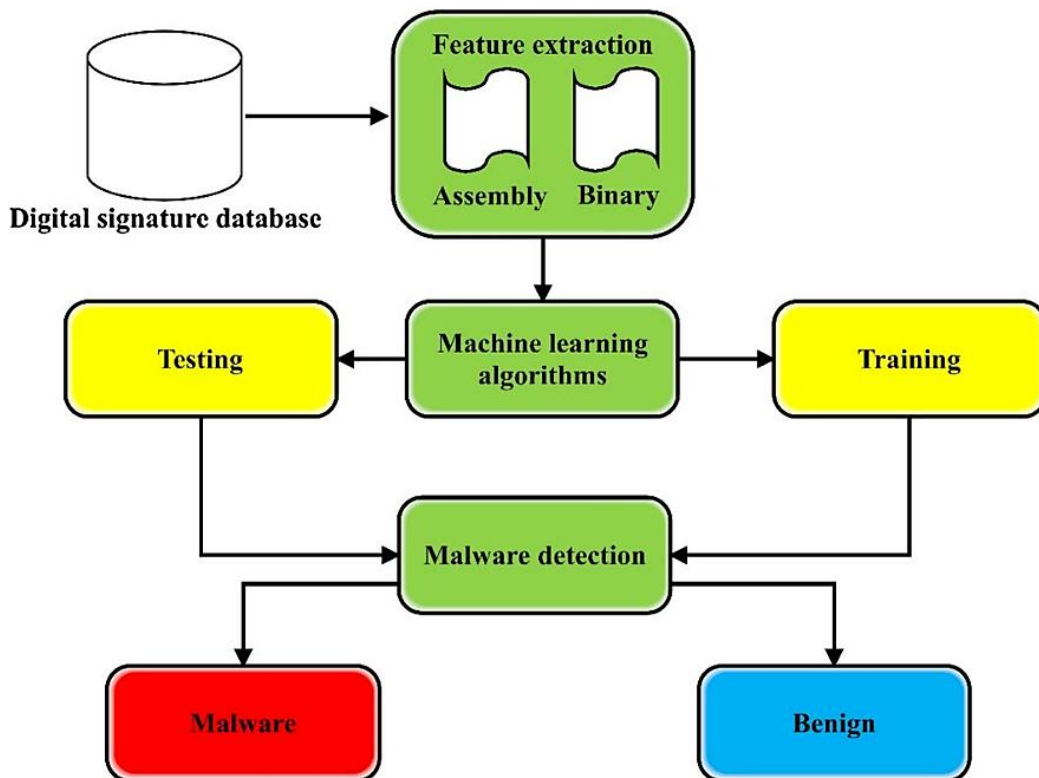 Feature extraction
Assembly
Binary
Digital signature database
Testing
Machine learning
algorithms
Training
Malware detection
Malware
Benign